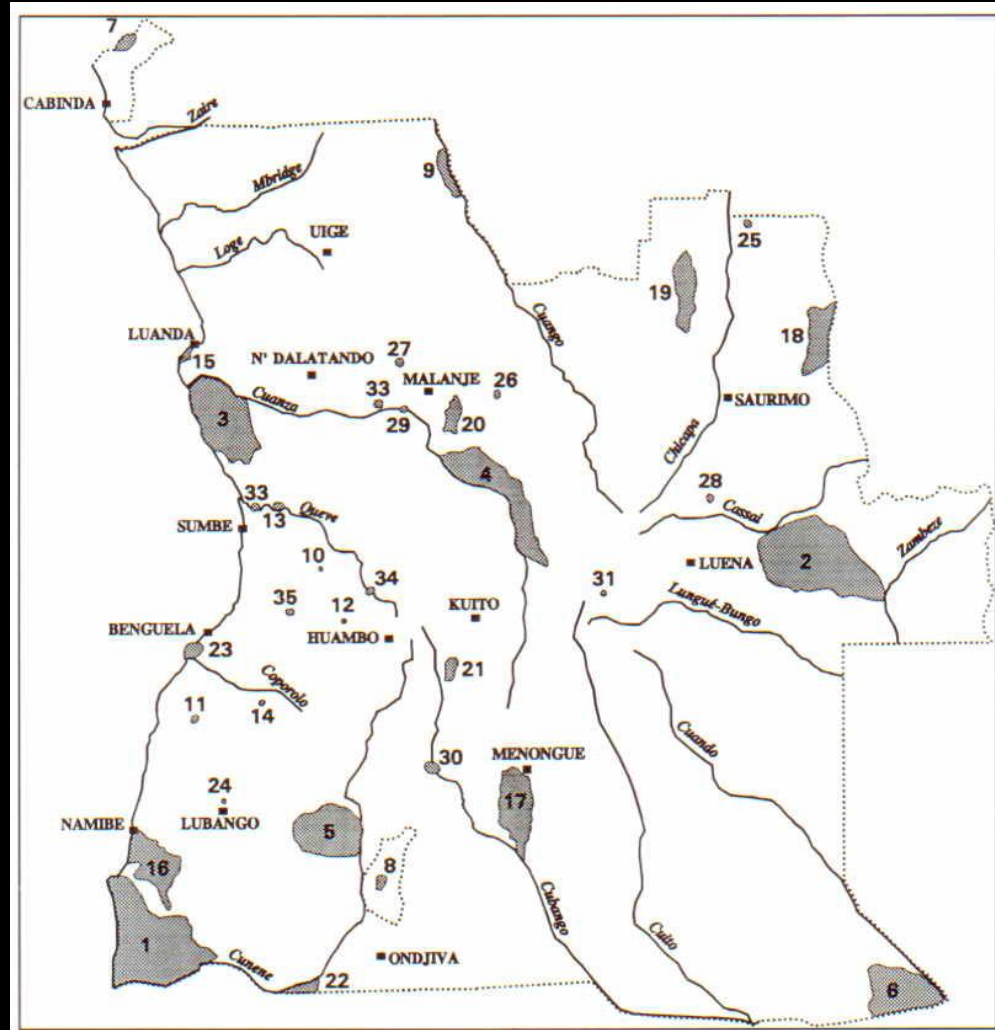 7
CABINDA
Zaire
Mbridge
9
Loge
UIGE
25
19
Cuango
18
LUANDA
15
N' DALATANDO
27
MALANJE
26
33
SAURIMO
3
Cuanza
29
20
Chicapa
4
28
33
Queve
Cassai
SUMBE
13
2
Zambeze
10
LUENA
34
31
35
12
KUITO
Lungué-Bungo
BENGUELA
HUAMBO
23
21
Coporolo
11
14
Cuando
30
MENONGUE
24
17
NAMIBE
LUBANGO
5
16
8
Cubango
1
Cuito
Cunene
ONDJIVA
22
6